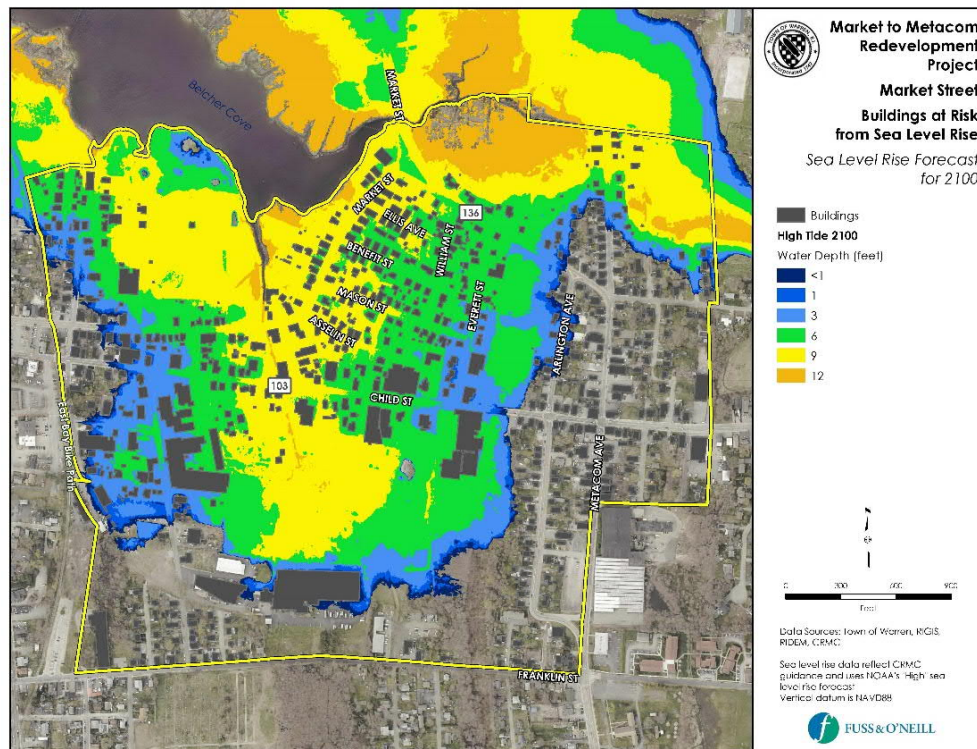 Market to Metacom
Redevelopment
Project
Market Street
Buildings at Risk
from Sea Level Rise
Sea Level Rise Forecast
for 2100
Buildings
High Tide 2100
Water Depth (feet)
<1
1
3
6
9
12
0
300
600
900
Feet
Data Sources: Town of Warren, RIGIS,
RIDEM, CRMC
Sea level rise data reflect CRMC
guidance and uses NOAA's 'High' sea
level rise forecast
Vertical datum is NAVD88
FUSS & O'NEILL
TOWN OF WARREN, R.I.
Belcher Cove
MARKET ST
MARKET ST
ELLIS AVE
136
BENEFIT ST
WILLIAM ST
MASON ST
EVERETT ST
ASSELIN ST
ARLINGTON AVE
103
CHILD ST
East Bay Bike Path
METACOM AVE
FRANKLIN ST